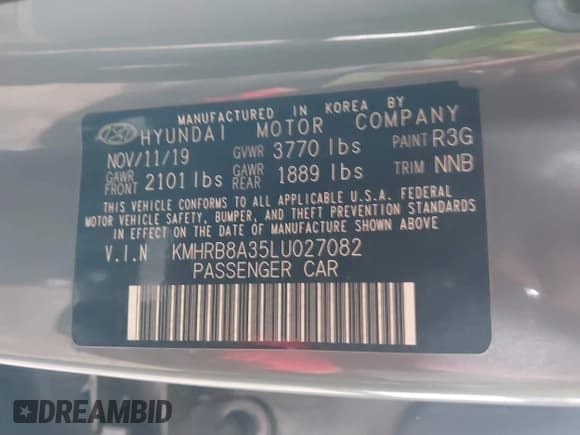 MANUFACTURED IN KOREA BY
HYUNDAI MOTOR COMPANY
NOV/11/19 GVWR 3770 lbs PAINT R3G
GAWR FRONT 2101 lbs GAWR REAR 1889 lbs TRIM NNB
THIS VEHICLE CONFORMS TO ALL APPLICABLE U.S.A. FEDERAL
MOTOR VEHICLE SAFETY, BUMPER, AND THEFT PREVENTION STANDARDS
IN EFFECT ON THE DATE OF MANUFACTURE SHOWN ABOVE
V.I.N KMHRB8A35LU027082
PASSENGER CAR
DREAMBID